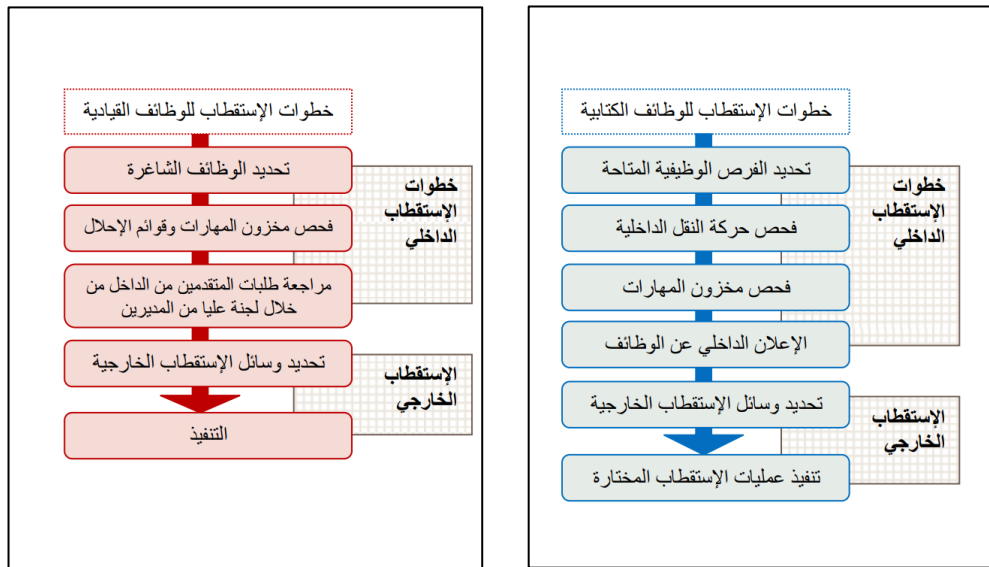 خطوات الإستقطاب للوظائف الكتابية
تحديد الفرص الوظيفية المتاحة
فحص حركة النقل الداخلية
فحص مخزون المهارات
الإعلان الداخلي عن الوظائف
خطوات
الإستقطاب
الداخلي
تحديد وسائل الإستقطاب الخارجية
تنفيذ عمليات الإستقطاب المختارة
الإستقطاب
الخارجي
خطوات الإستقطاب للوظائف القيادية
تحديد الوظائف الشاغرة
فحص مخزون المهارات وقوائم الإحلال
مراجعة طلبات المتقدمين من الداخل من
خلال لجنة عليا من المديرين
خطوات
الإستقطاب
الداخلي
تحديد وسائل الإستقطاب الخارجية
التنفيذ
الإستقطاب
الخارجي